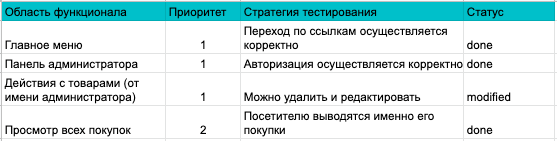 Область функционала Приоритет Стратегия тестирования Статус
Переход по ссылкам осуществляется
Главное меню 1 корректно done
Панель администратора 1 Авторизация осуществляется корректно done
Действия с товарами (от
имени администратора) 1 Можно удалить и редактировать modified
Посетителю выводятся именно его
Просмотр всех покупок 2 покупки done